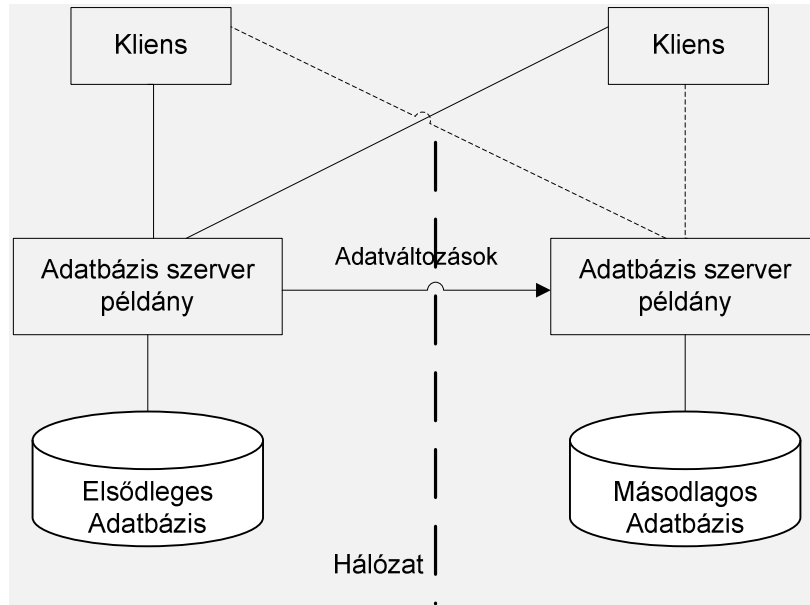 Kliens
Kliens
Adatbázis szerver
példány
Adatváltozások
Adatbázis szerver
példány
Elsődleges
Adatbázis
Másodlagos
Adatbázis
Hálózat